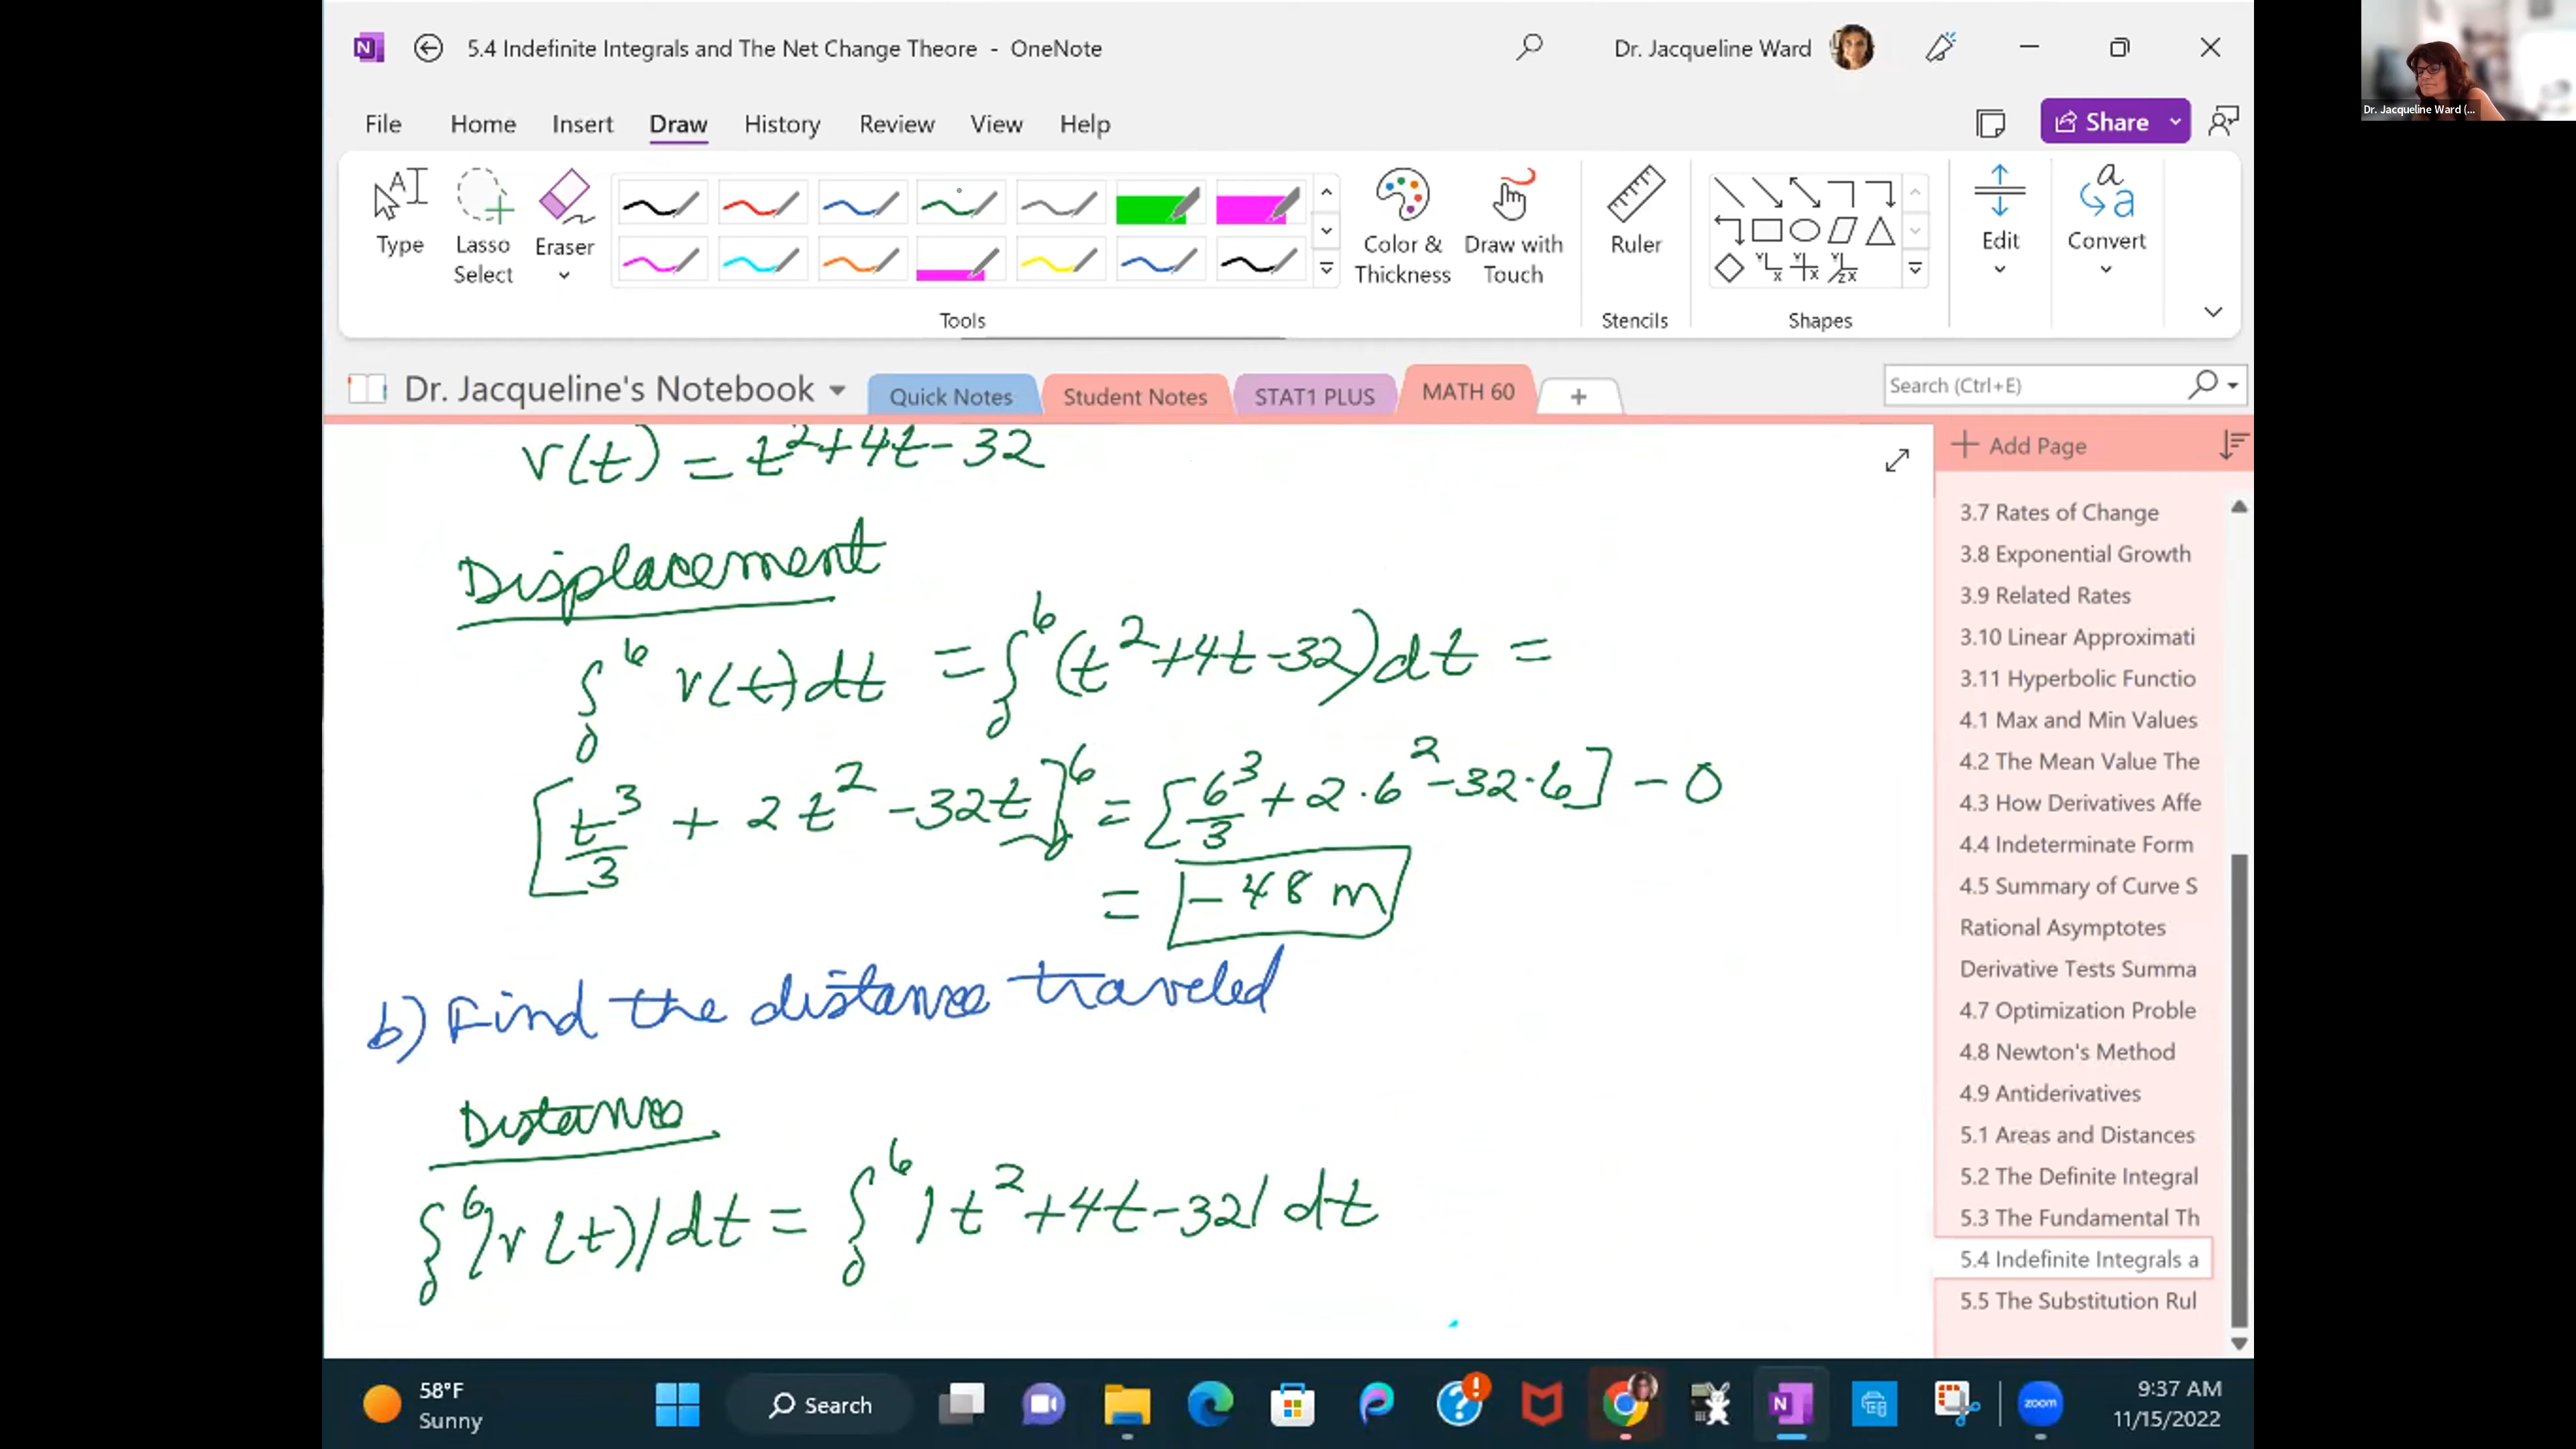 5.4 Indefinite Integrals and The Net Change Theore - OneNote
Dr. Jacqueline Ward
Dr. Jacqueline Ward (...
File Home Insert Draw History Review View Help
Share
Type
Lasso Select
Eraser
Color & Thickness
Draw with Touch
Ruler
Edit
Convert
Tools
Stencils
Shapes
Dr. Jacqueline's Notebook
Quick Notes
Student Notes
STAT1 PLUS
MATH 60
+
Search (Ctrl+E)
v(t) = t²+4t-32
Displacement
∫₀⁶ v(t)dt = ∫₀⁶ (t²+4t-32)dt =
[t³/3 + 2t² - 32t]₀⁶ = [6³/3 + 2·6² - 32·6] - 0
= -48 m
b) Find the distance traveled
Distance
∫₀⁶ |v(t)|dt = ∫₀⁶ |t²+4t-32| dt
Add Page
3.7 Rates of Change
3.8 Exponential Growth
3.9 Related Rates
3.10 Linear Approximati
3.11 Hyperbolic Functio
4.1 Max and Min Values
4.2 The Mean Value The
4.3 How Derivatives Affe
4.4 Indeterminate Form
4.5 Summary of Curve S
Rational Asymptotes
Derivative Tests Summa
4.7 Optimization Proble
4.8 Newton's Method
4.9 Antiderivatives
5.1 Areas and Distances
5.2 The Definite Integral
5.3 The Fundamental Th
5.4 Indefinite Integrals a
5.5 The Substitution Rul
58°F
Sunny
Search
zoom
9:37 AM
11/15/2022